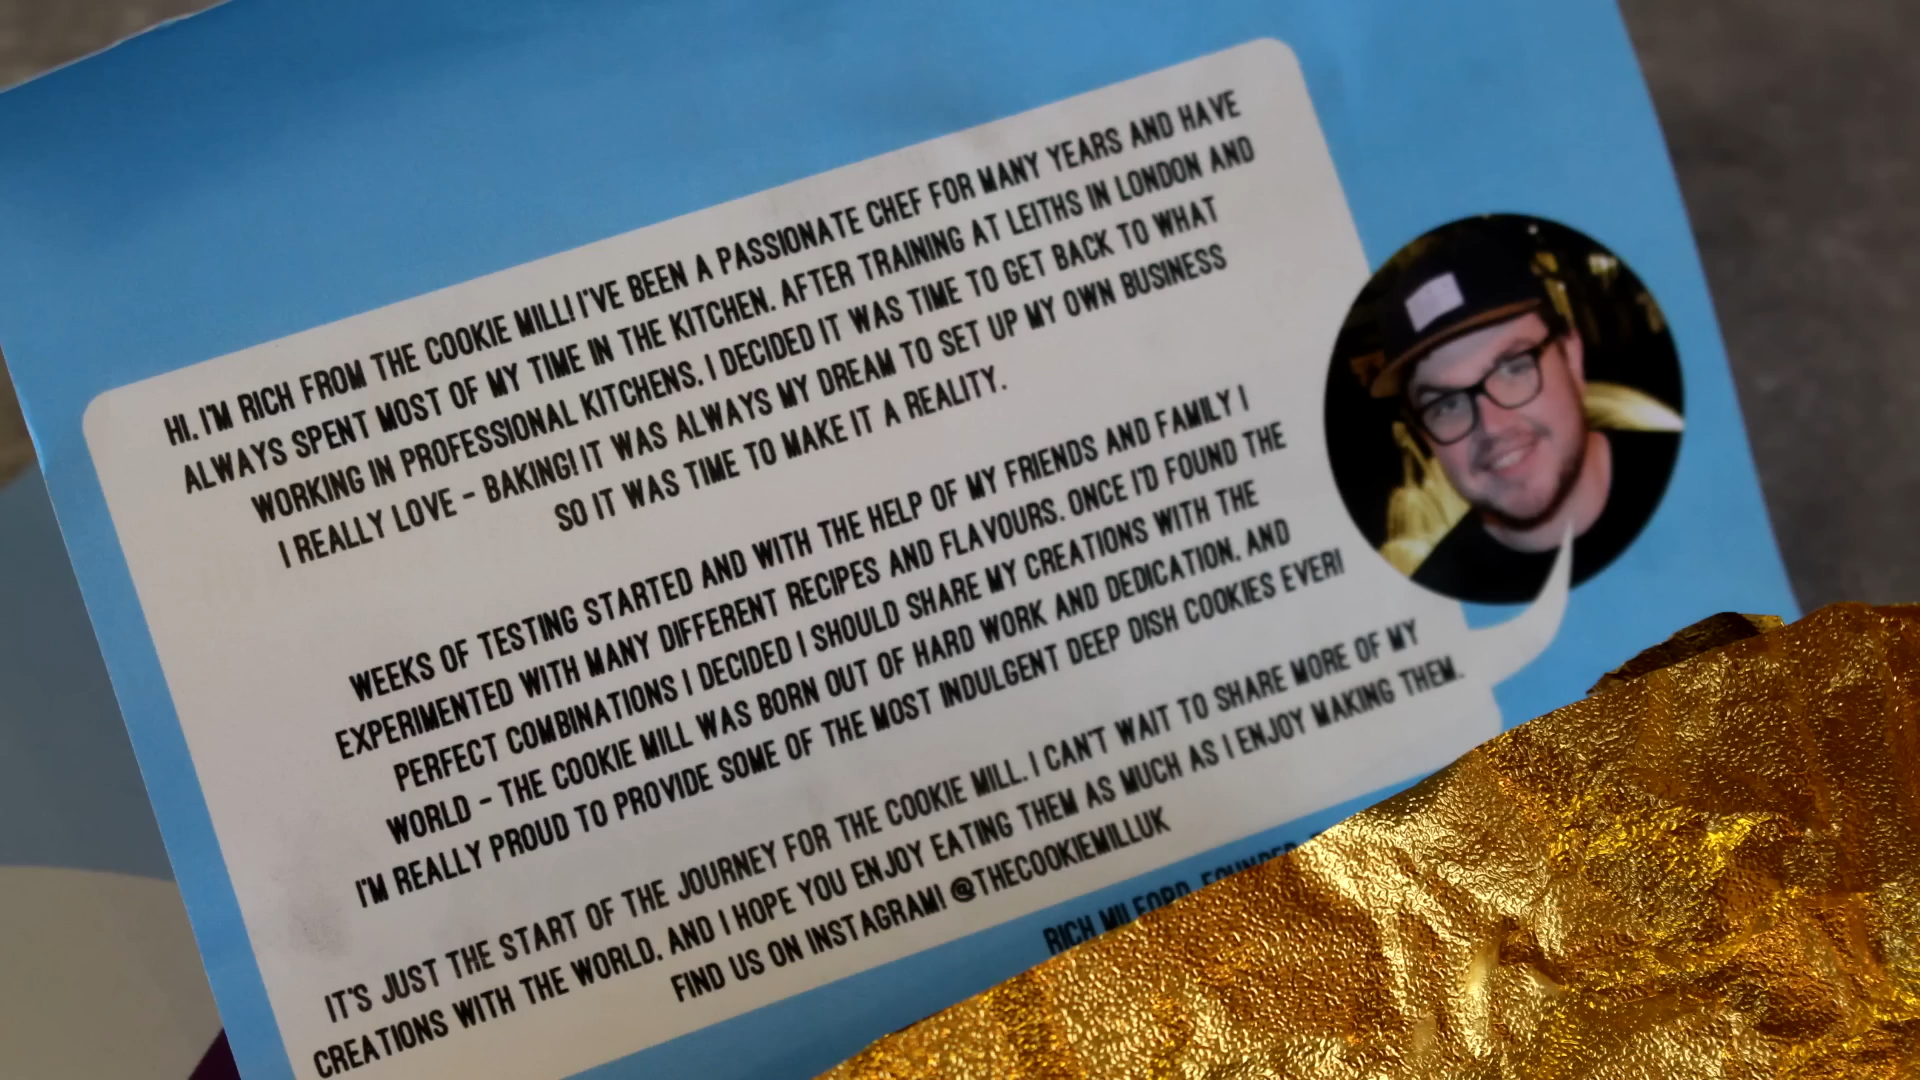 HI. I'M RICH FROM THE COOKIE MILL! I'VE BEEN A PASSIONATE CHEF FOR MANY YEARS AND HAVE
ALWAYS SPENT MOST OF MY TIME IN THE KITCHEN. AFTER TRAINING AT LEITHS IN LONDON AND
WORKING IN PROFESSIONAL KITCHENS. I DECIDED IT WAS TIME TO GET BACK TO WHAT
I REALLY LOVE - BAKING! IT WAS ALWAYS MY DREAM TO SET UP MY OWN BUSINESS
SO IT WAS TIME TO MAKE IT A REALITY.
WEEKS OF TESTING STARTED AND WITH THE HELP OF MY FRIENDS AND FAMILY I
EXPERIMENTED WITH MANY DIFFERENT RECIPES AND FLAVOURS. ONCE I'D FOUND THE
PERFECT COMBINATIONS I DECIDED I SHOULD SHARE MY CREATIONS WITH THE
WORLD - THE COOKIE MILL WAS BORN OUT OF HARD WORK AND DEDICATION. AND
I'M REALLY PROUD TO PROVIDE SOME OF THE MOST INDULGENT DEEP DISH COOKIES EVER!
IT'S JUST THE START OF THE JOURNEY FOR THE COOKIE MILL. I CAN'T WAIT TO SHARE MORE OF MY
CREATIONS WITH THE WORLD. AND I HOPE YOU ENJOY EATING THEM AS MUCH AS I ENJOY MAKING THEM.
FIND US ON INSTAGRAM! @THECOOKIEMILLUK
RICH MILFORD. FOUNDER